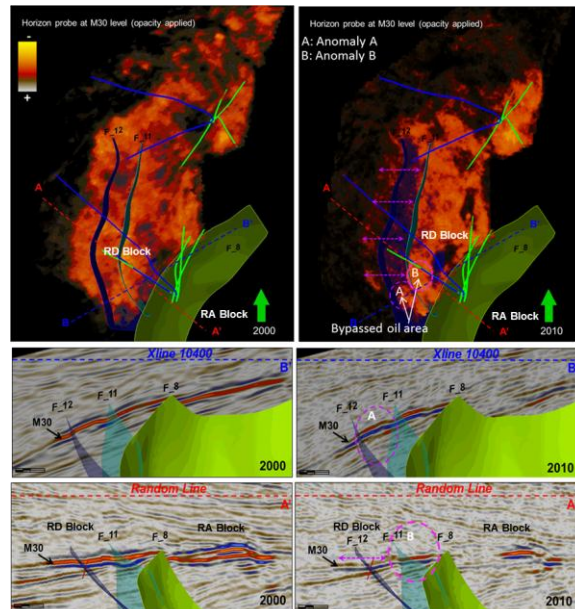 Horizon probe at M30 level (opacity applied)
-
+
F_12
F_11
A
B'
RD Block
F_8
RA Block
B
A'
2000
Horizon probe at M30 level (opacity applied)
A: Anomaly A
B: Anomaly B
F_12
F_11
A
B'
RD Block
F_8
B
A
RA Block
B
A'
Bypassed oil area
2010
Xline 10400
B'
F_8
F_11
F_12
M30
2000
Xline 10400
B
F_8
F_11
F_12
A
M30
2010
Random Line
A'
RD Block
RA Block
F_12
F_11
F_8
M30
2000
Random Line
A
RD Block
RA Block
F_12
F_11
B
F_8
M30
2010